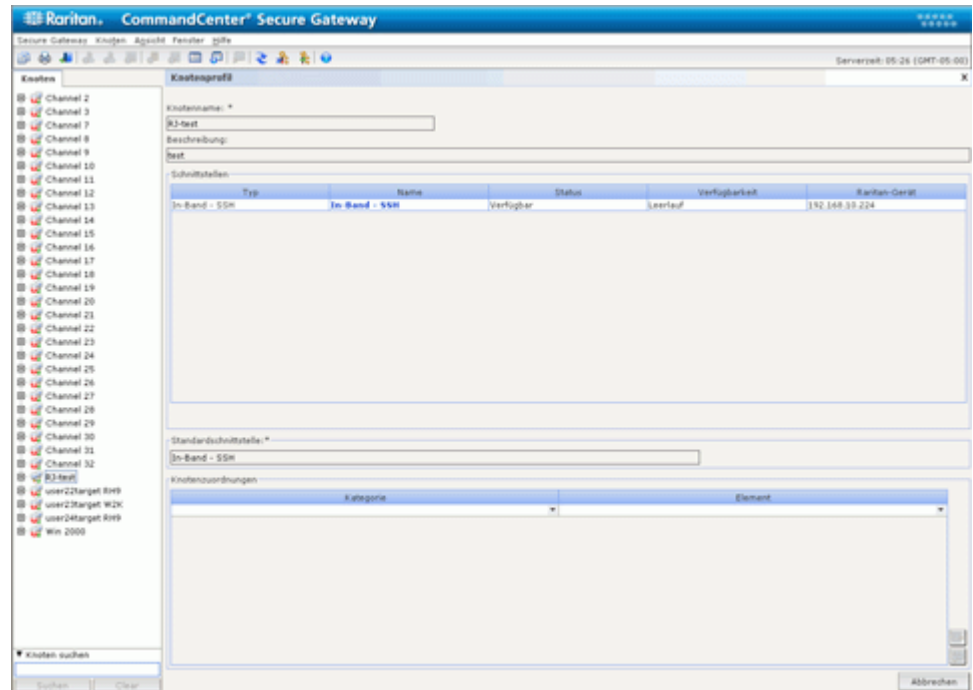 Raritan. CommandCenter® Secure Gateway
Secure Gateway Knoten Ansicht Fenster Hilfe
Serverzeit: 05:26 (GMT-05:00)
Knoten
Knotenprofil
x
Channel 2
Channel 3
Channel 7
Channel 8
Channel 9
Channel 10
Channel 11
Channel 12
Channel 13
Channel 14
Channel 15
Channel 16
Channel 17
Channel 18
Channel 19
Channel 20
Channel 21
Channel 22
Channel 23
Channel 24
Channel 25
Channel 26
Channel 27
Channel 28
Channel 29
Channel 30
Channel 31
Channel 32
RJ-test
user22target RH9
user23target W2K
user24target RH9
Win 2000
Knoten suchen
Suchen Clear
Knotenname: *
RJ-test
Beschreibung:
test
Schnittstellen
Typ Name Status Verfügbarkeit Raritan-Gerät
In-Band - SSH In-Band - SSH Verfügbar Leerlauf 192.168.10.224
Standardschnittstelle:*
In-Band - SSH
Knotenzuordnungen
Kategorie Element
Abbrechen